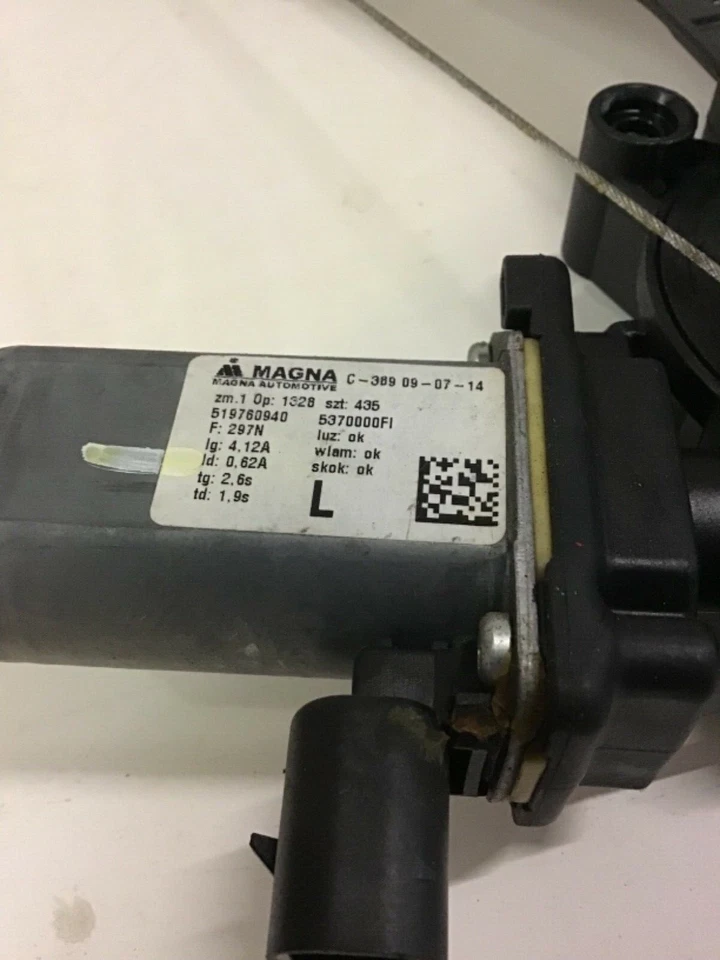 MAGNA
MAGNA AUTOMOTIVE
C-389 09-07-14
zm.1 Op: 1328 szt: 435
519760940 5370000FI
F: 297N luz: ok
Ig: 4,12A wlam: ok
Id: 0,62A skok: ok
tg: 2,6s
td: 1,9s
L